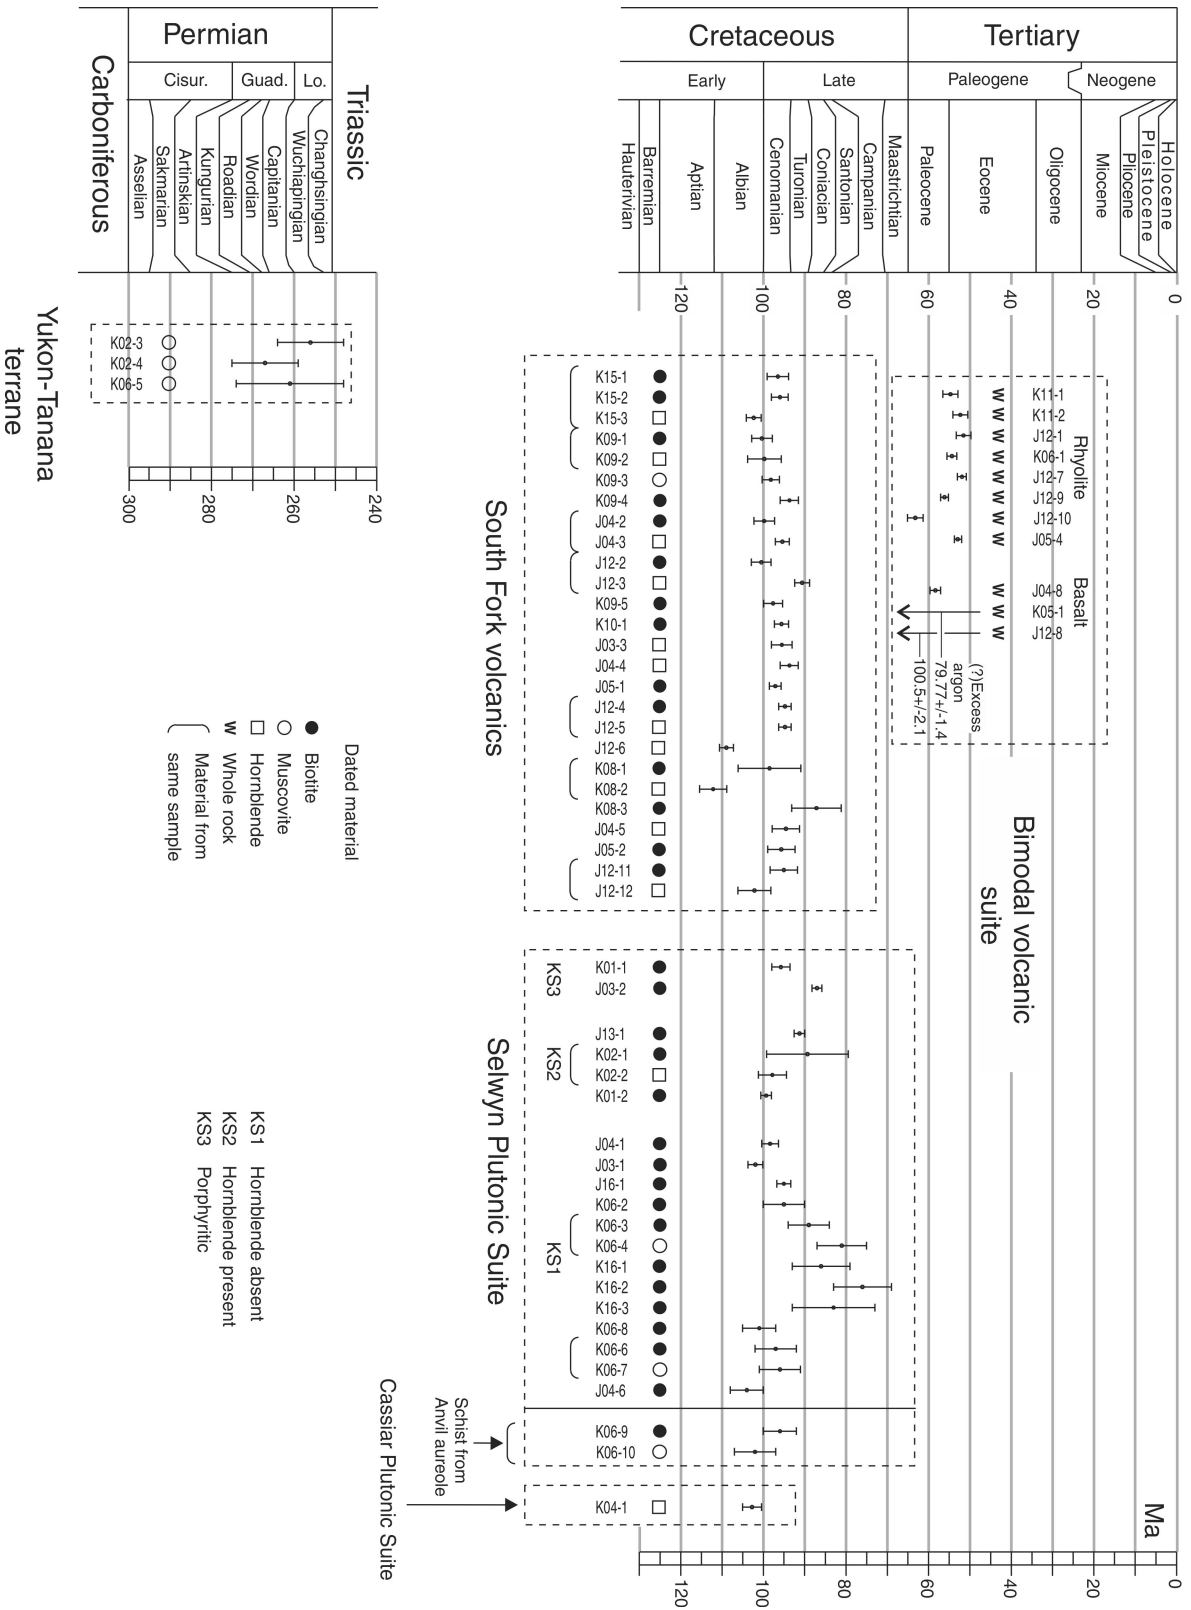 Ma
0
20
40
60
80
100
120
Tertiary
Cretaceous
Neogene
Paleogene
Late
Early
Holocene
Pleistocene
Pliocene
Miocene
Oligocene
Eocene
Paleocene
Maastrichtian
Campanian
Santonian
Coniacian
Turonian
Cenomanian
Albian
Aptian
Barremian
Hauterivian
Bimodal volcanic
suite
Rhyolite
Basalt
K11-1
K11-2
J12-1
K06-1
J12-7
J12-9
J12-10
J05-4
J04-8
K05-1
J12-8
W W W W W W W W W W W
(?)Excess
argon
79.77+/-1.4
100.5+/-2.1
K15-1
K15-2
K15-3
K09-1
K09-2
K09-3
K09-4
J04-2
J04-3
J12-2
J12-3
K09-5
K10-1
J03-3
J04-4
J05-1
J12-4
J12-5
J12-6
K08-1
K08-2
K08-3
J04-5
J05-2
J12-11
J12-12
South Fork volcanics
K01-1
J03-2
KS3
J13-1
K02-1
K02-2
K01-2
KS2
J04-1
J03-1
J16-1
K06-2
K06-3
K06-4
K16-1
K16-2
K16-3
K06-8
K06-6
K06-7
J04-6
KS1
Selwyn Plutonic Suite
K06-9
K06-10
Schist from
Anvil aureole
K04-1
Cassiar Plutonic Suite
0
20
40
60
80
100
120
Triassic
Permian
Carboniferous
Lo.
Guad.
Cisur.
Changhsingian
Wuchiapingian
Capitanian
Wordian
Roadian
Kungurian
Artinskian
Sakmarian
Asselian
K02-3
K02-4
K06-5
Yukon-Tanana
terrane
240
260
280
300
Dated material
Biotite
Muscovite
Hornblende
W Whole rock
Material from
same sample
KS1 Hornblende absent
KS2 Hornblende present
KS3 Porphyritic